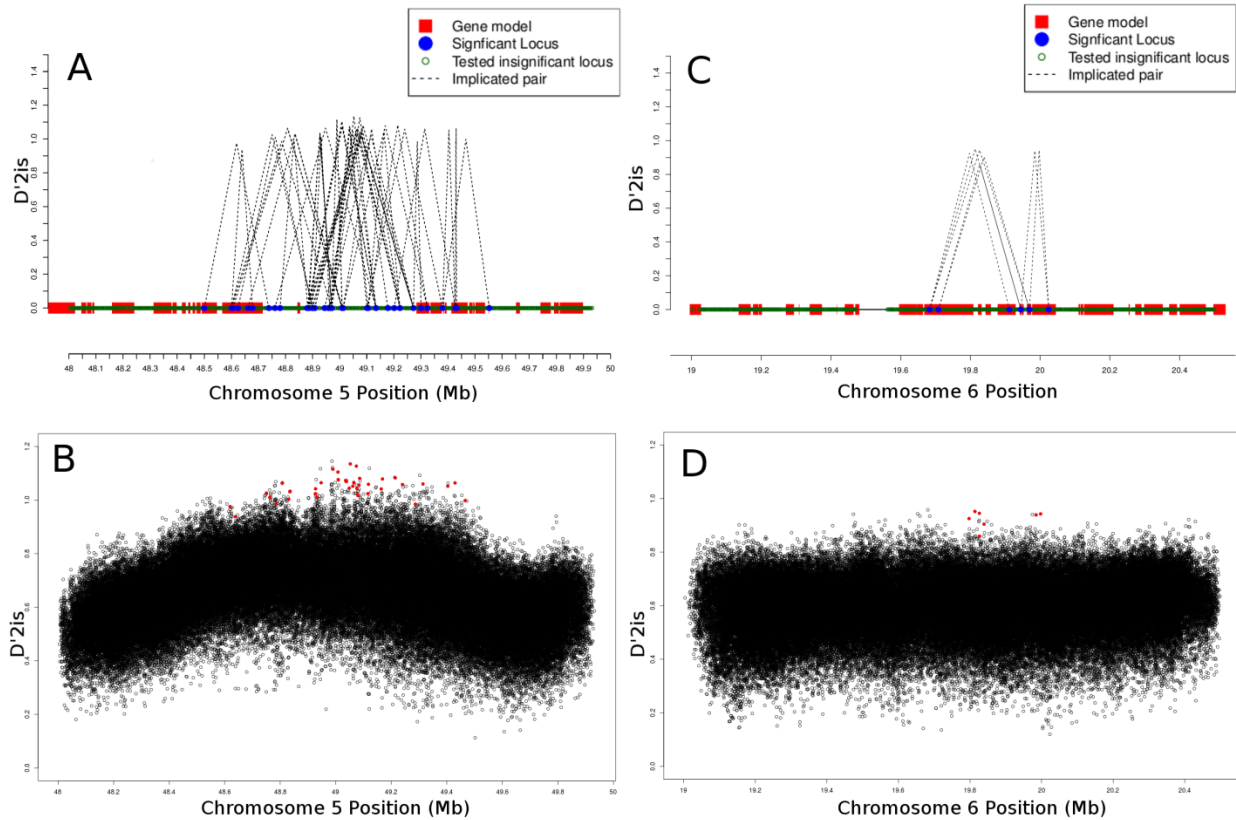 A
Gene model
Signficant Locus
Tested insignificant locus
Implicated pair
D'2is
0.0 0.2 0.4 0.6 0.8 1.0 1.2 1.4
48 48.1 48.2 48.3 48.4 48.5 48.6 48.7 48.8 48.9 49 49.1 49.2 49.3 49.4 49.5 49.6 49.7 49.8 49.9 50
Chromosome 5 Position (Mb)
C
Gene model
Signficant Locus
Tested insignificant locus
Implicated pair
D'2is
0.0 0.2 0.4 0.6 0.8 1.0 1.2 1.4
19 19.2 19.4 19.6 19.8 20 20.2 20.4
Chromosome 6 Position
B
D'2is
0.0 0.2 0.4 0.6 0.8 1.0 1.2
48 48.2 48.4 48.6 48.8 49 49.2 49.4 49.6 49.8 50
Chromosome 5 Position (Mb)
D
D'2is
0.0 0.2 0.4 0.6 0.8 1.0 1.2
19 19.2 19.4 19.6 19.8 20 20.2 20.4
Chromosome 6 Position (Mb)